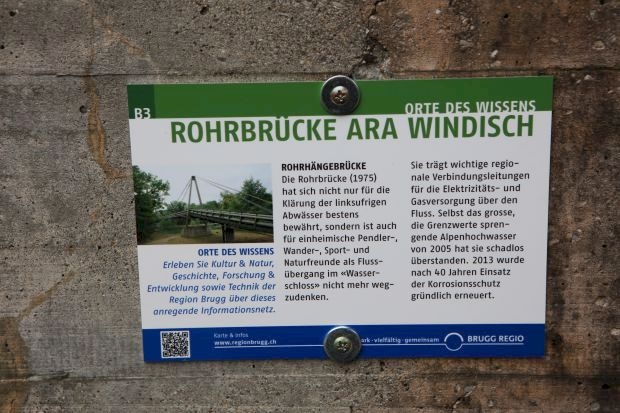 B3
ORTE DES WISSENS
ROHRBRÜCKE ARA WINDISCH
ROHRHÄNGEBRÜCKE
Die Rohrbrücke (1975)
hat sich nicht nur für die
Klärung der linksufrigen
Abwässer bestens
bewährt, sondern ist auch
für einheimische Pendler-,
Wander-, Sport- und
Naturfreunde als Fluss-
übergang im «Wasser-
schloss» nicht mehr weg-
zudenken.
Sie trägt wichtige regio-
nale Verbindungsleitungen
für die Elektrizitäts- und
Gasversorgung über den
Fluss. Selbst das grosse,
die Grenzwerte spren-
gende Alpenhochwasser
von 2005 hat sie schadlos
überstanden. 2013 wurde
nach 40 Jahren Einsatz
der Korrosionsschutz
gründlich erneuert.
ORTE DES WISSENS
Erleben Sie Kultur & Natur,
Geschichte, Forschung &
Entwicklung sowie Technik der
Region Brugg über dieses
anregende Informationsnetz.
Karte & Infos
www.regionbrugg.ch
· vielfältig · gemeinsam
BRUGG REGIO